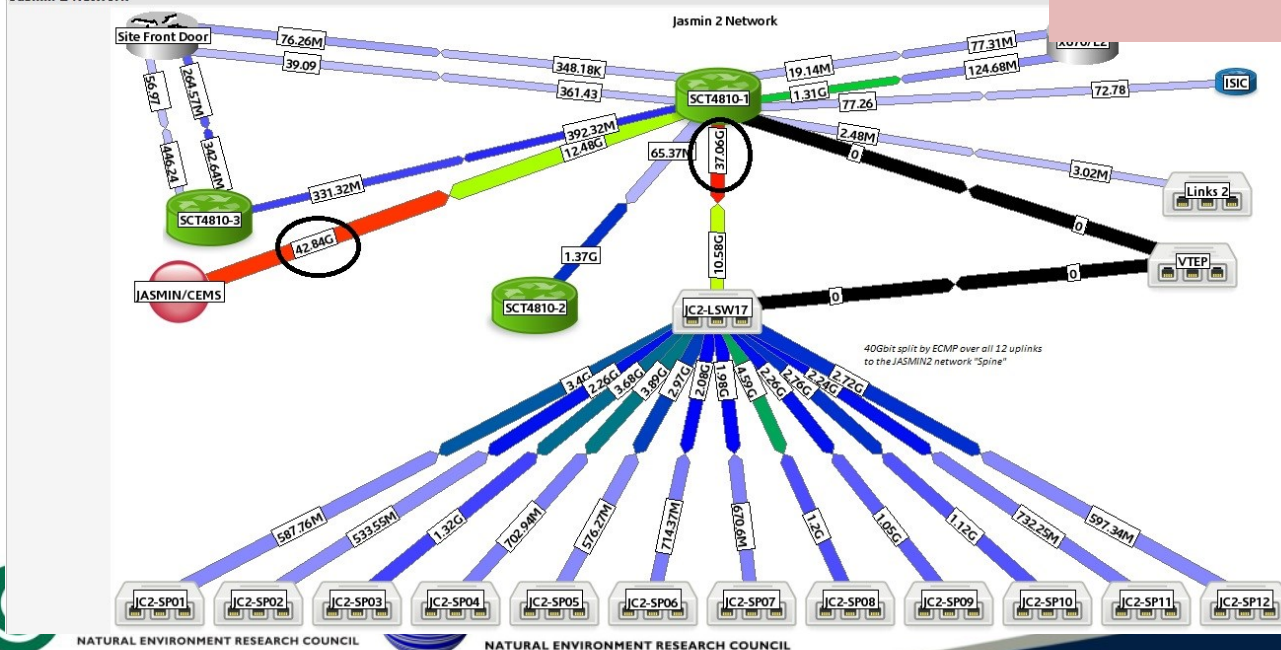 Jasmin 2 Network
Site Front Door
76.26M
348.18K
39.09
361.43
19.14M
77.31M
1.31G
124.68M
77.26
72.78
ISIC
SCT4810-1
56.97
264.57M
446.24
342.64M
392.32M
12.48G
65.37M
37.06G
2.48M
3.02M
0
0
Links 2
SCT4810-3
331.32M
42.84G
JASMIN/CEMS
1.37G
SCT4810-2
10.58G
JC2-LSW17
0
0
VTEP
40Gbit split by ECMP over all 12 uplinks
to the JASMIN2 network "Spine"
3.4G
2.26G
3.68G
3.89G
2.97G
2.08G
1.98G
4.59G
2.26G
2.76G
2.24G
2.72G
587.76M
533.55M
1.32G
702.94M
576.27M
714.37M
670.6M
1.2G
1.05G
1.12G
732.25M
597.34M
JC2-SP01
JC2-SP02
JC2-SP03
JC2-SP04
JC2-SP05
JC2-SP06
JC2-SP07
JC2-SP08
JC2-SP09
JC2-SP10
JC2-SP11
JC2-SP12
NATURAL ENVIRONMENT RESEARCH COUNCIL
NATURAL ENVIRONMENT RESEARCH COUNCIL